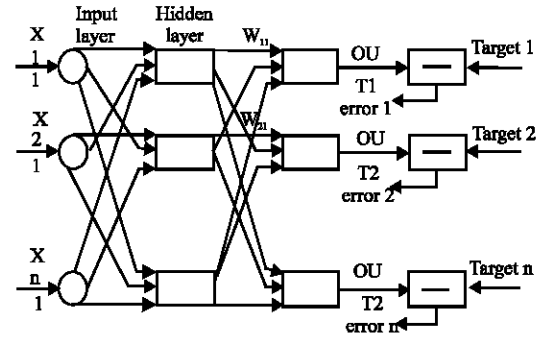 Input
layer
Hidden
layer
X
1
1
W11
OU
T1
error 1
Target 1
X
2
1
W21
OU
T2
error 2
Target 2
X
n
1
OU
T2
error n
Target n